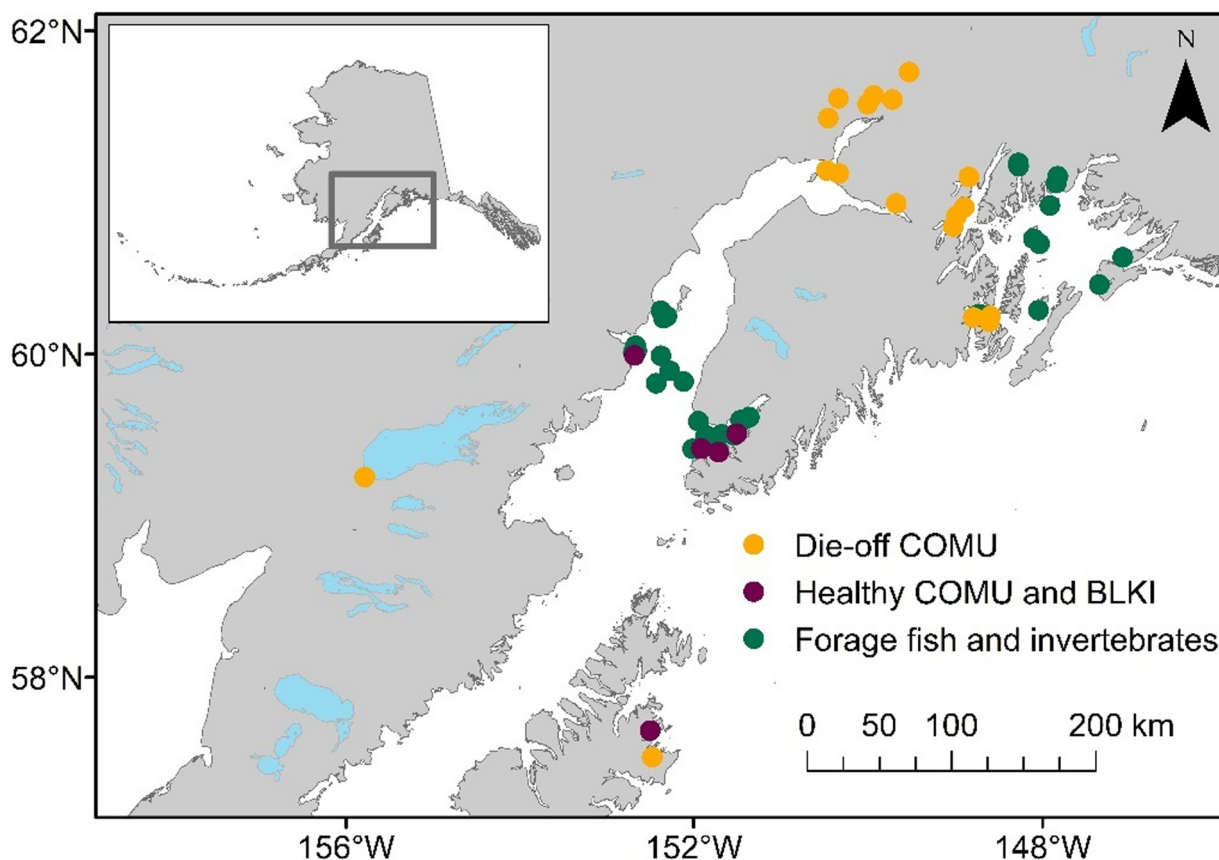 62°N
N
60°N
Die-off COMU
Healthy COMU and BLKI
Forage fish and invertebrates
58°N
0 50 100 200 km
156°W 152°W 148°W